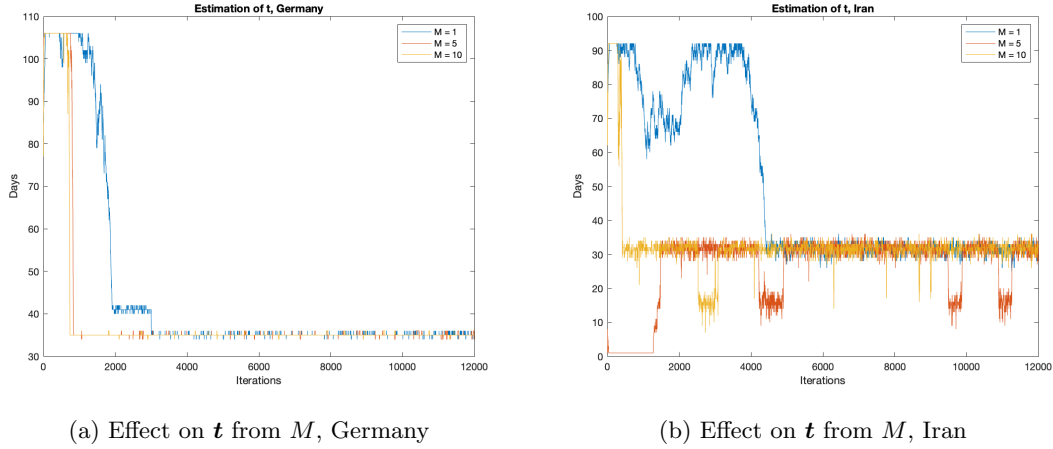 Estimation of t, Germany
110
100
90
80
70
60
50
40
30
Days
0
2000
4000
6000
8000
10000
12000
Iterations
M = 1
M = 5
M = 10
(a) Effect on t from M, Germany
Estimation of t, Iran
100
90
80
70
60
50
40
30
20
10
0
Days
0
2000
4000
6000
8000
10000
12000
Iterations
M = 1
M = 5
M = 10
(b) Effect on t from M, Iran